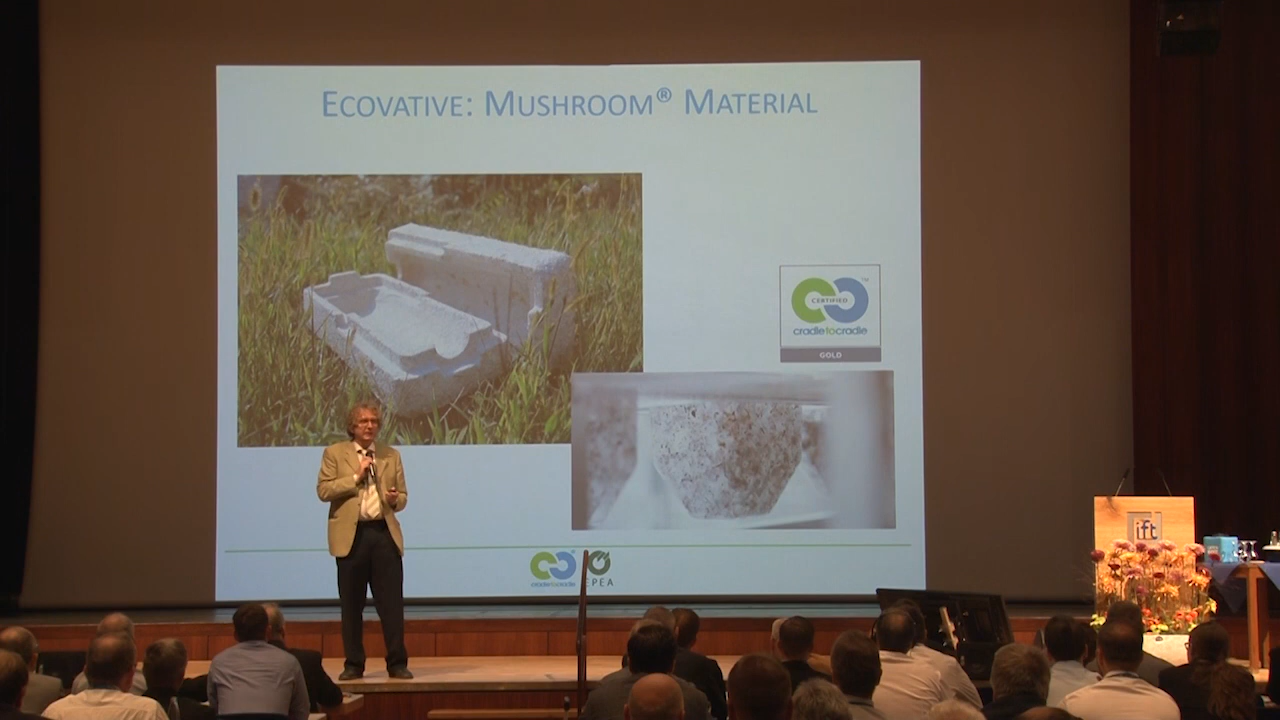 ECOVATIVE: MUSHROOM® MATERIAL
CERTIFIED
cradletocradle
GOLD
cradletocradle
EPEA
ift